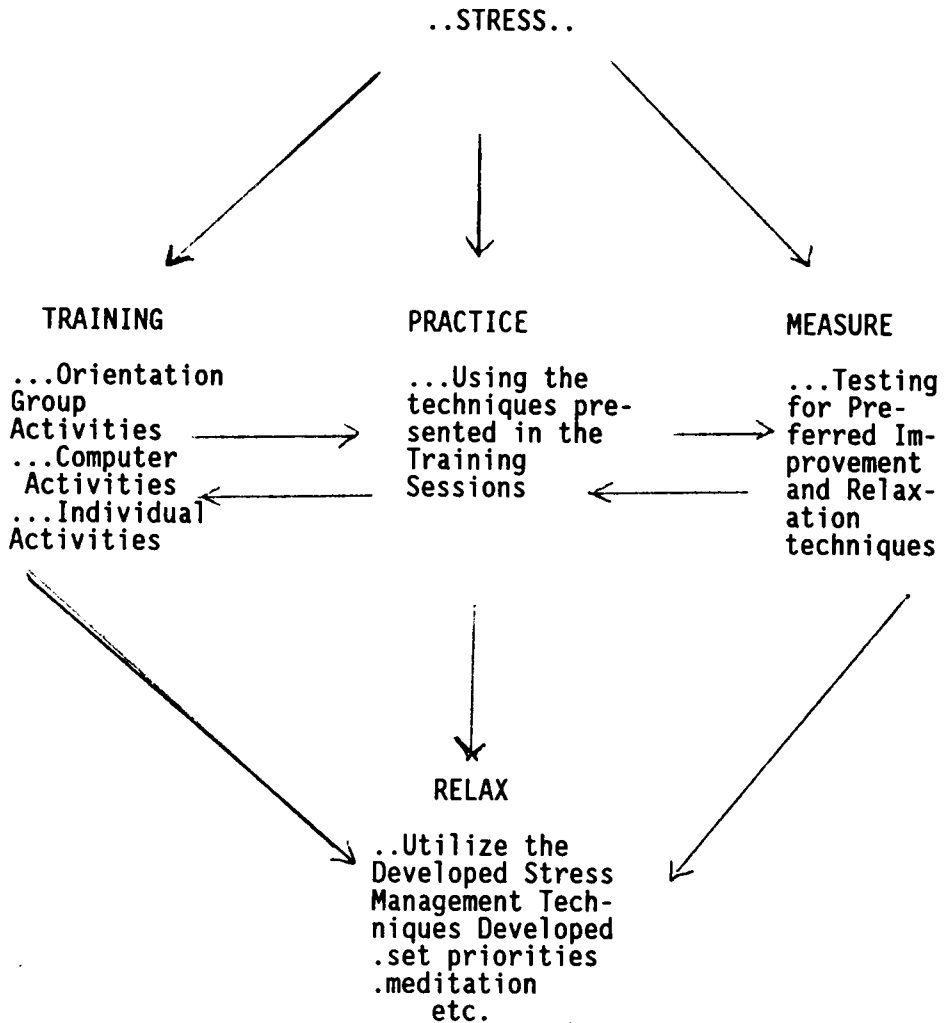 ..STRESS..
TRAINING
...Orientation
Group
Activities
...Computer
Activities
...Individual
Activities
PRACTICE
...Using the
techniques pre-
sented in the
Training
Sessions
MEASURE
...Testing
for Pre-
ferred Im-
provement
and Relax-
ation
techniques
RELAX
..Utilize the
Developed Stress
Management Tech-
niques Developed
.set priorities
.meditation
etc.